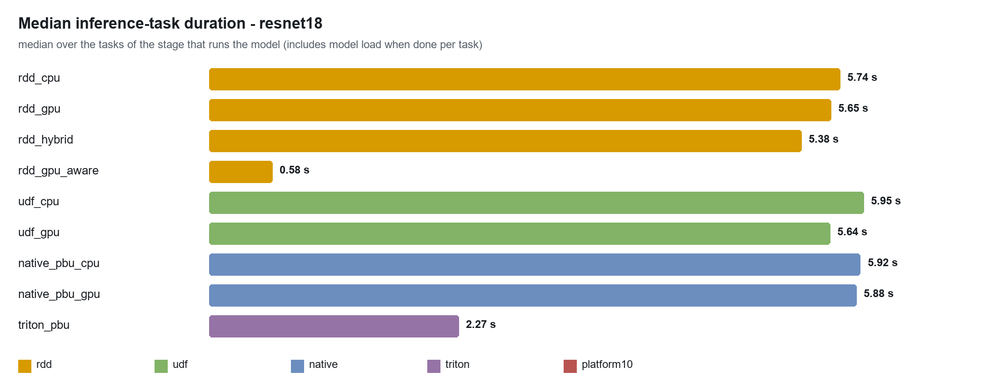 Median inference-task duration - resnet18
median over the tasks of the stage that runs the model (includes model load when done per task)
rdd_cpu 5.74 s
rdd_gpu 5.65 s
rdd_hybrid 5.38 s
rdd_gpu_aware 0.58 s
udf_cpu 5.95 s
udf_gpu 5.64 s
native_pbu_cpu 5.92 s
native_pbu_gpu 5.88 s
triton_pbu 2.27 s
rdd udf native triton platform10